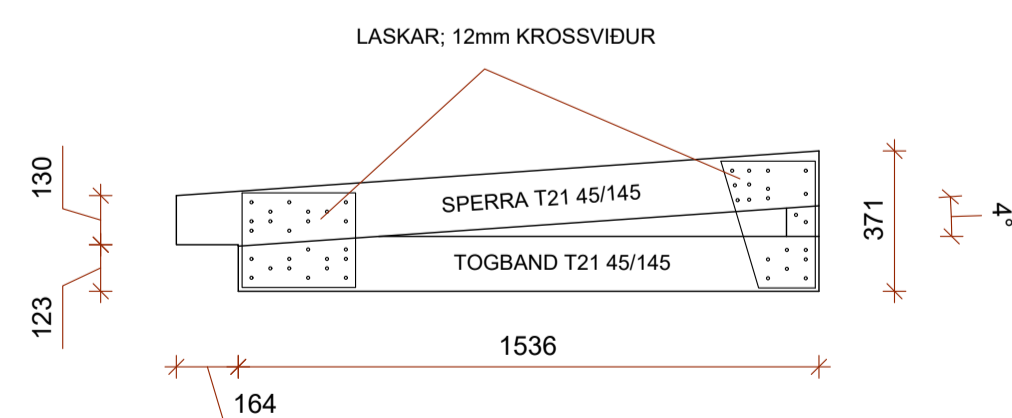 LASKAR; 12mm KROSSVIÐUR
130
SPERRA T21 45/145
371
4°
TOGBAND T21 45/145
123
1536
164